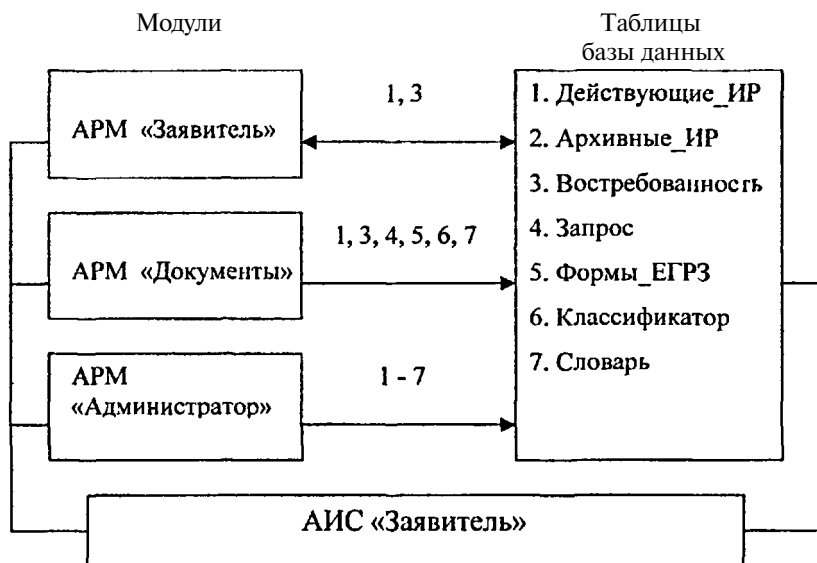 Модули
Таблицы
базы данных
АРМ «Заявитель»
1, 3
АРМ «Документы»
1, 3, 4, 5, 6, 7
АРМ
«Администратор»
1 - 7
1. Действующие_ИР
2. Архивные_ИР
3. Востребованность
4. Запрос
5. Формы_ЕГРЗ
6. Классификатор
7. Словарь
АИС «Заявитель»